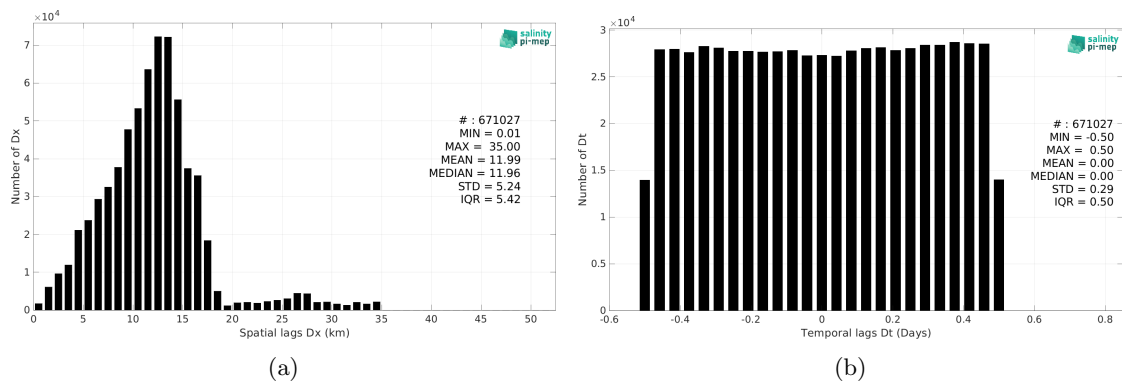 ×10⁴
7
6
5
4
3
2
1
0
Number of Dx
salinity
pi-mep
# : 671027
MIN = 0.01
MAX = 35.00
MEAN = 11.99
MEDIAN = 11.96
STD = 5.24
IQR = 5.42
0 5 10 15 20 25 30 35 40 45 50
Spatial lags Dx (km)
(a)
×10⁴
3
2.5
2
1.5
1
0.5
0
Number of Dt
salinity
pi-mep
# : 671027
MIN = -0.50
MAX = 0.50
MEAN = 0.00
MEDIAN = 0.00
STD = 0.29
IQR = 0.50
-0.6 -0.4 -0.2 0 0.2 0.4 0.6 0.8
Temporal lags Dt (Days)
(b)